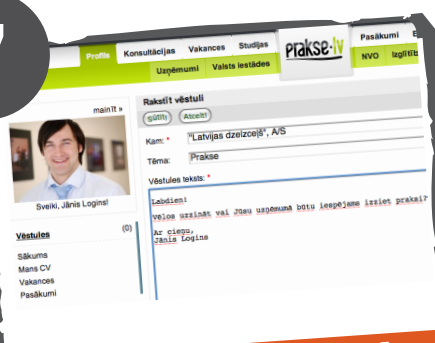 7
Profils Konsultācijas Vakances Studijas prakse.lv Pasākumi
Uzņēmumi Valsts iestādes NVO
mainīt »
Sveiki, Jānis Logins!
Vēstules (0)
Sākums
Mans CV
Vakances
Pasākumi
Rakstīt vēstuli
Sūtīt) Atcelt)
Kam: * "Latvijas dzelzceļš", A/S
Tēma: Prakse
Vēstules teksts: *
Labdien!
Vēlos uzzināt vai Jūsu uzņēmumā būtu iespējams iziet praksi?
Ar cieņu,
Jānis Logins